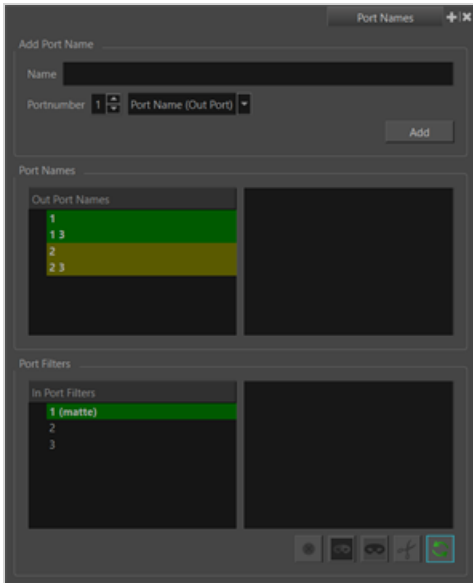 Port Names
Add Port Name
Name
Portnumber 1 Port Name (Out Port)
Add
Port Names
Out Port Names
1
1 3
2
2 3
Port Filters
In Port Filters
1 (matte)
2
3